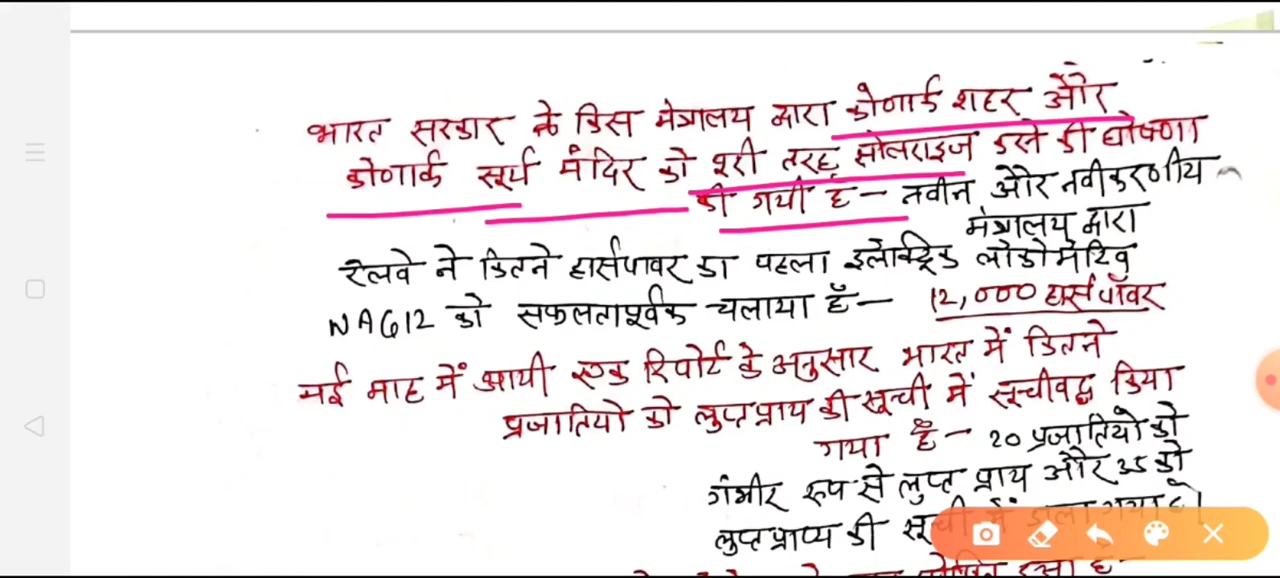 भारत सरकार के किस मंत्रालय द्वारा कोणार्क शहर और
कोणार्क सूर्य मंदिर को पूरी तरह सोलराइज करने की घोषणा
की गयी है - नवीन और नवीकरणीय
मंत्रालय द्वारा
रेलवे ने कितने हार्सपावर का पहला इलेक्ट्रिक लोकोमोटिव
WAG12 को सफलतापूर्वक चलाया है - 12,000 हार्स पॉवर
मई माह में आयी एक रिपोर्ट के अनुसार भारत में कितने
प्रजातियो को लुप्तप्राय की सूची में सूचीबद्ध किया
गया है - 20 प्रजातियो को
गंभीर रूप से लुप्त प्राय और 35 को
लुप्तप्राय की सूची में डाला गया है।